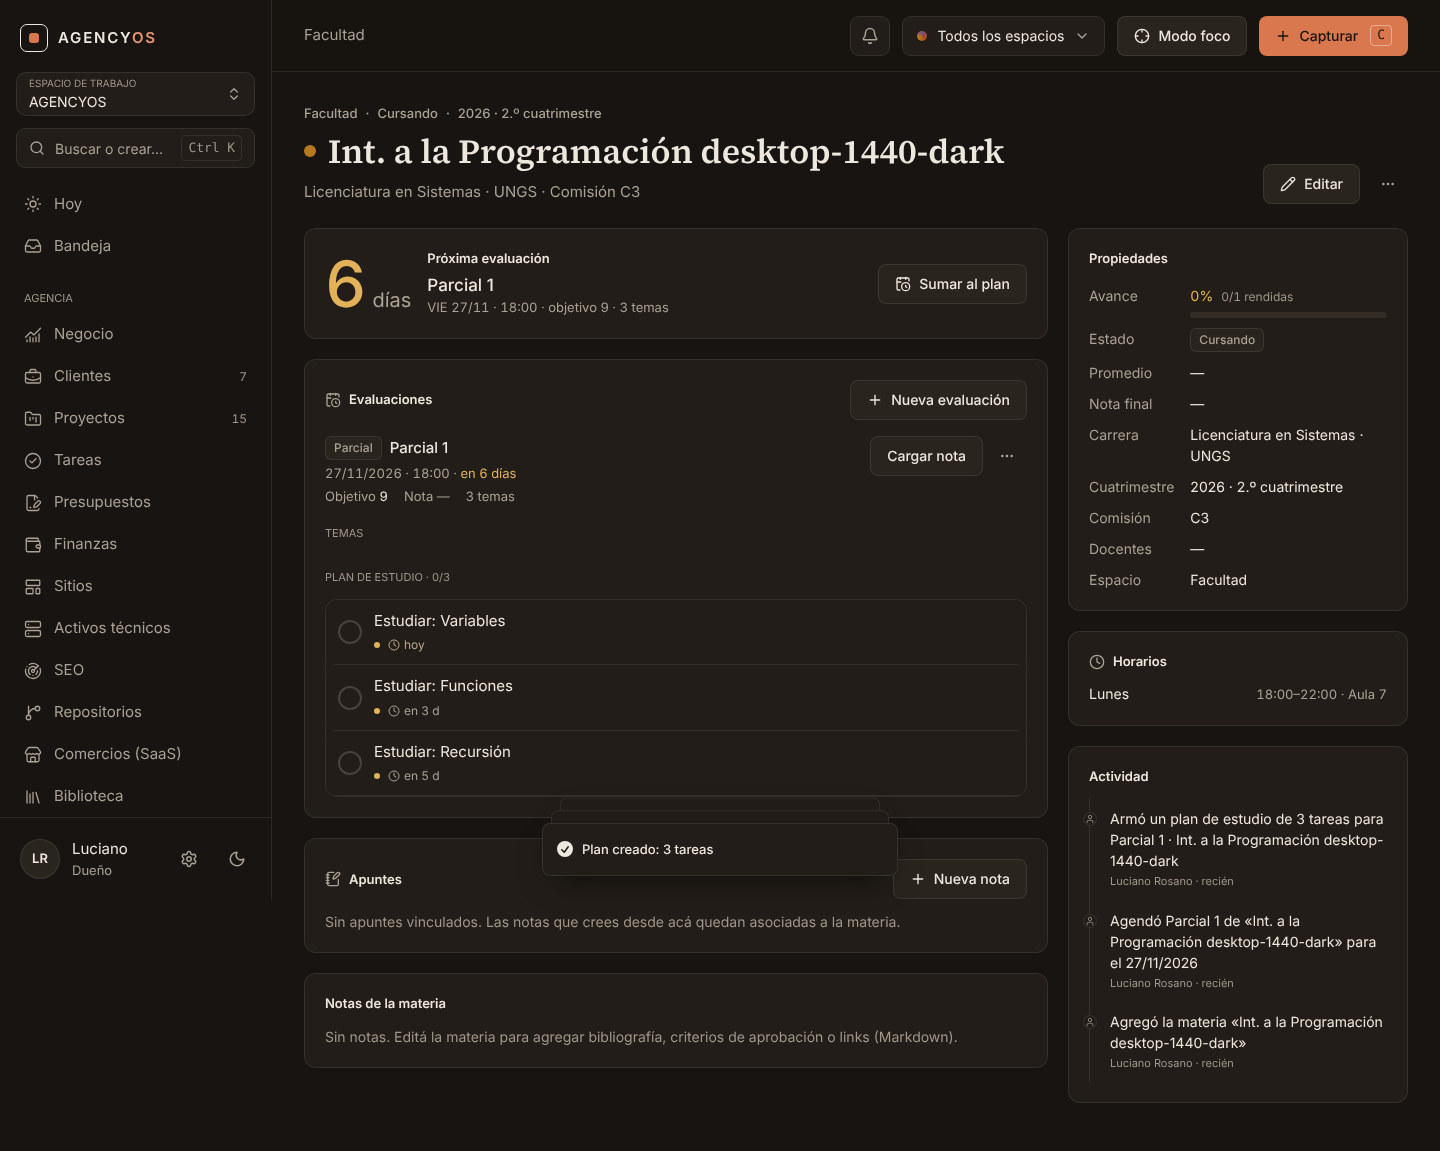 AGENCYOS
ESPACIO DE TRABAJO
AGENCYOS
Buscar o crear... Ctrl K
Hoy
Bandeja
AGENCIA
Negocio
Clientes 7
Proyectos 15
Tareas
Presupuestos
Finanzas
Sitios
Activos técnicos
SEO
Repositorios
Comercios (SaaS)
Biblioteca
LR
Luciano
Dueño
Facultad
Todos los espacios
Modo foco
Capturar C
Facultad · Cursando · 2026 · 2.º cuatrimestre
Int. a la Programación desktop-1440-dark
Licenciatura en Sistemas · UNGS · Comisión C3
Editar
6 días
Próxima evaluación
Parcial 1
VIE 27/11 · 18:00 · objetivo 9 · 3 temas
Sumar al plan
Evaluaciones
Nueva evaluación
Parcial Parcial 1
27/11/2026 · 18:00 · en 6 días
Objetivo 9 Nota — 3 temas
Cargar nota
TEMAS
PLAN DE ESTUDIO · 0/3
Estudiar: Variables
hoy
Estudiar: Funciones
en 3 d
Estudiar: Recursión
en 5 d
Plan creado: 3 tareas
Apuntes
Nueva nota
Sin apuntes vinculados. Las notas que crees desde acá quedan asociadas a la materia.
Notas de la materia
Sin notas. Editá la materia para agregar bibliografía, criterios de aprobación o links (Markdown).
Propiedades
Avance 0% 0/1 rendidas
Estado Cursando
Promedio —
Nota final —
Carrera Licenciatura en Sistemas ·
UNGS
Cuatrimestre 2026 · 2.º cuatrimestre
Comisión C3
Docentes —
Espacio Facultad
Horarios
Lunes 18:00–22:00 · Aula 7
Actividad
Armó un plan de estudio de 3 tareas para
Parcial 1 · Int. a la Programación desktop-
1440-dark
Luciano Rosano · recién
Agendó Parcial 1 de «Int. a la
Programación desktop-1440-dark» para
el 27/11/2026
Luciano Rosano · recién
Agregó la materia «Int. a la Programación
desktop-1440-dark»
Luciano Rosano · recién